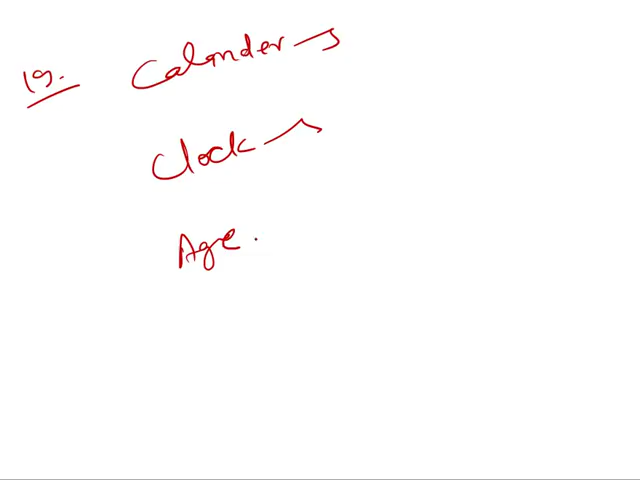 19. Calander →
Clock →
Age.